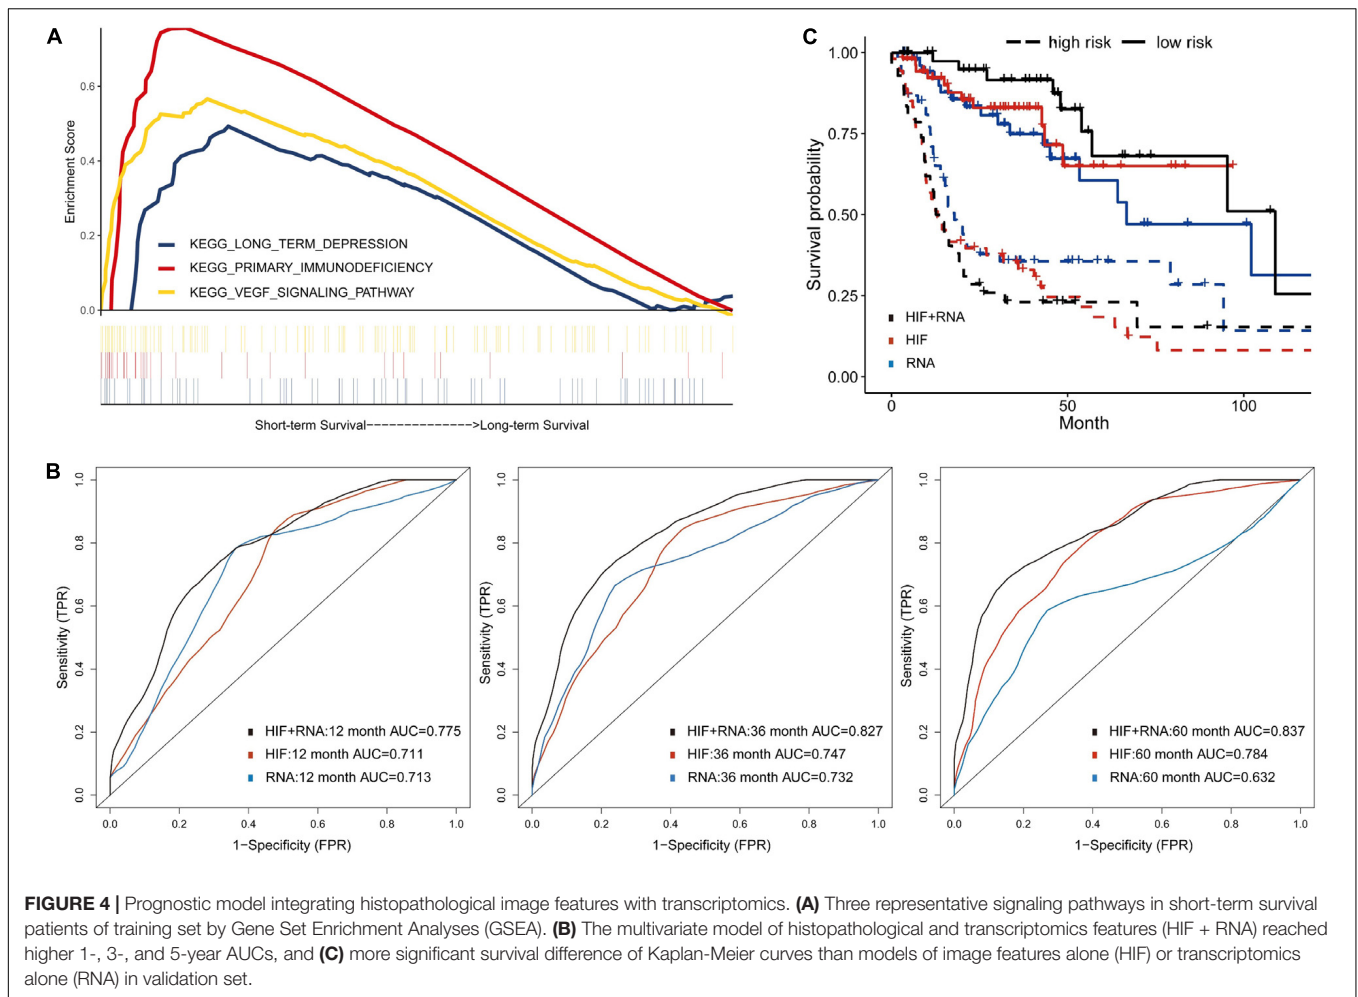 A
Enrichment Score
0.6
0.4
0.2
0.0
KEGG_LONG_TERM_DEPRESSION
KEGG_PRIMARY_IMMUNODEFICIENCY
KEGG_VEGF_SIGNALING_PATHWAY
Short-term Survival------------->Long-term Survival
C
high risk low risk
Survival probability
1.00
0.75
0.50
0.25
0.00
HIF+RNA
HIF
RNA
0 50 100
Month
B
Sensitivity (TPR)
1.0
0.8
0.6
0.4
0.2
0.0
HIF+RNA:12 month AUC=0.775
HIF:12 month AUC=0.711
RNA:12 month AUC=0.713
0.0 0.2 0.4 0.6 0.8 1.0
1−Specificity (FPR)
Sensitivity (TPR)
1.0
0.8
0.6
0.4
0.2
0.0
HIF+RNA:36 month AUC=0.827
HIF:36 month AUC=0.747
RNA:36 month AUC=0.732
0.0 0.2 0.4 0.6 0.8 1.0
1−Specificity (FPR)
Sensitivity (TPR)
1.0
0.8
0.6
0.4
0.2
0.0
HIF+RNA:60 month AUC=0.837
HIF:60 month AUC=0.784
RNA:60 month AUC=0.632
0.0 0.2 0.4 0.6 0.8 1.0
1−Specificity (FPR)
FIGURE 4 | Prognostic model integrating histopathological image features with transcriptomics. (A) Three representative signaling pathways in short-term survival
patients of training set by Gene Set Enrichment Analyses (GSEA). (B) The multivariate model of histopathological and transcriptomics features (HIF + RNA) reached
higher 1-, 3-, and 5-year AUCs, and (C) more significant survival difference of Kaplan-Meier curves than models of image features alone (HIF) or transcriptomics
alone (RNA) in validation set.